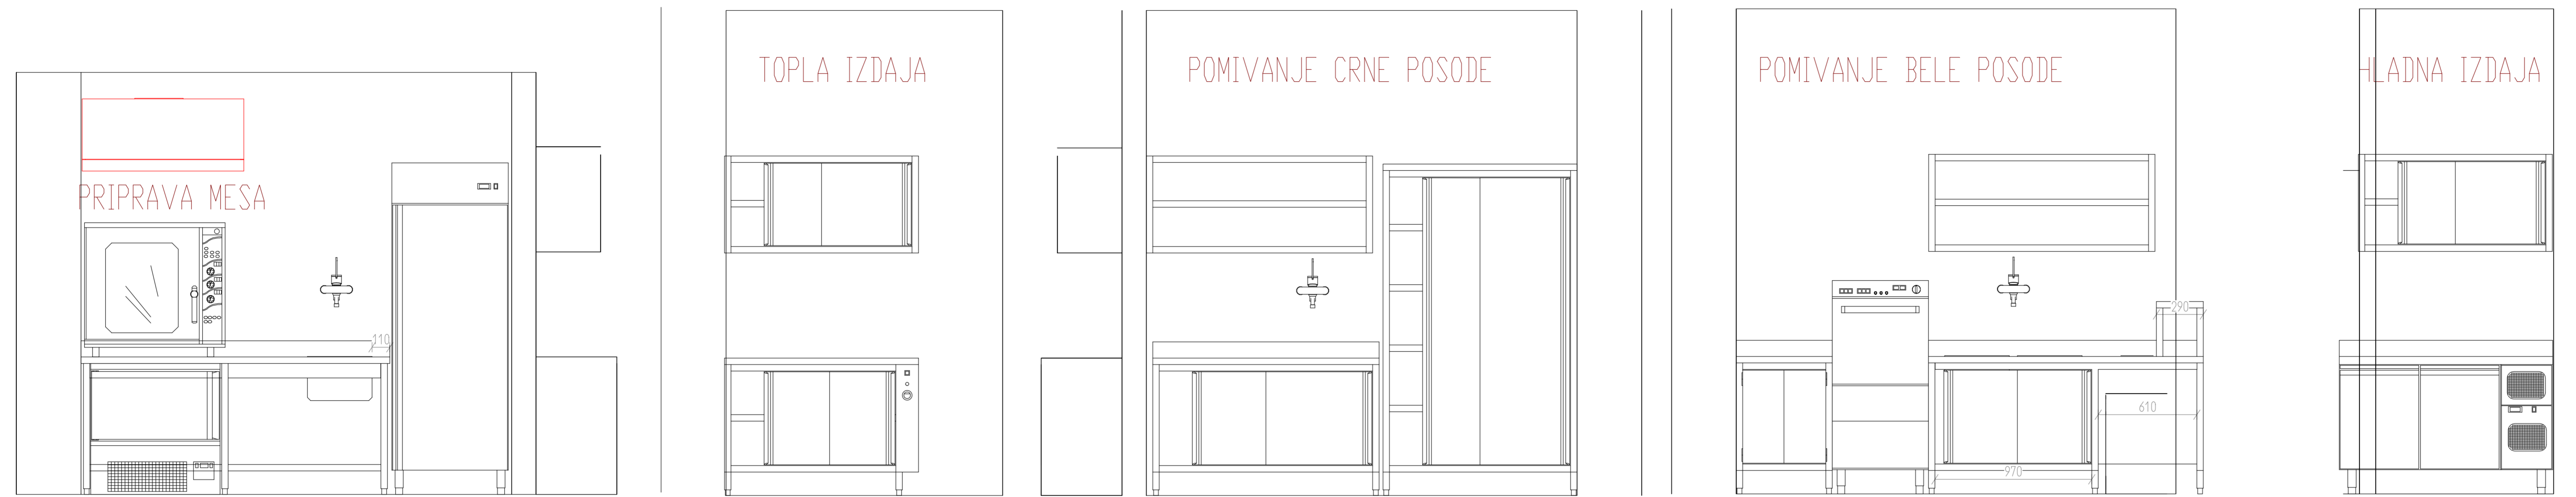 PRIPRAVA MESA
110
TOPLA IZDAJA
POMIVANJE CRNE POSODE
POMIVANJE BELE POSODE
290
610
970
HLADNA IZDAJA